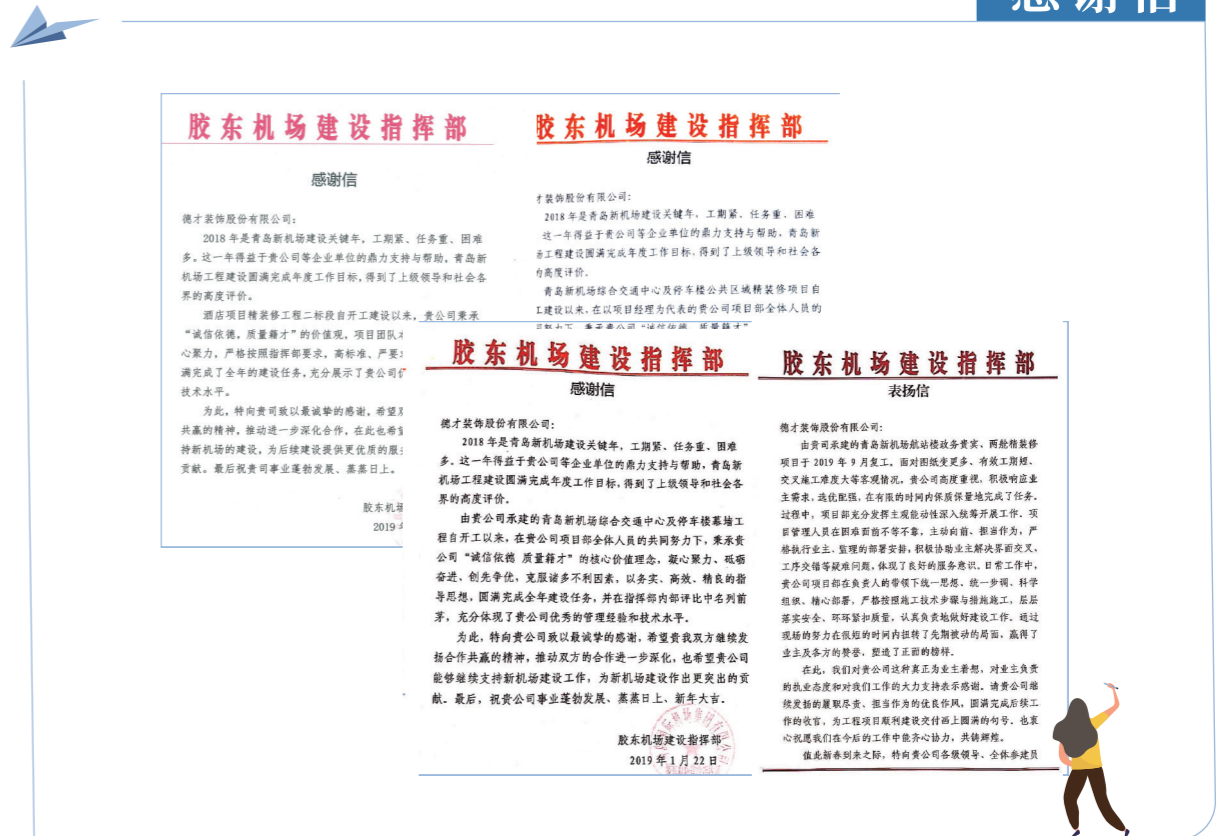 感谢信
胶东机场建设指挥部
感谢信
德才装饰股份有限公司:
2018 年是青岛新机场建设关键年，工期紧、任务重、困难
多。这一年得益于贵公司等企业单位的鼎力支持与帮助，青岛新
机场工程建设圆满完成年度工作目标，得到了上级领导和社会各
界的高度评价。
酒店项目精装修工程二标段自开工建设以来，贵公司秉承
“诚信依德，质量籍才”的价值观，项目团队
心聚力，严格按照指挥部要求，高标准、严要
满完成了全年的建设任务，充分展示了贵公司
技术水平。
为此，特向贵司致以最诚挚的感谢，希望
共赢的精神，推动进一步深化合作，在此也希望
持新机场的建设，为后续建设提供更优质的服
贡献。最后祝贵司事业蓬勃发展、蒸蒸日上。
胶东机场
2019
胶东机场建设指挥部
感谢信
才装饰股份有限公司:
2018 年是青岛新机场建设关键年，工期紧、任务重、困难
这一年得益于贵公司等企业单位的鼎力支持与帮助，青岛新
工程建设圆满完成年度工作目标，得到了上级领导和社会各
的高度评价。
青岛新机场综合交通中心及停车楼公共区域精装修项目自
工建设以来，在以项目经理为代表的贵公司项目部全体人员的
胶东机场建设指挥部
感谢信
德才装饰股份有限公司:
2018 年是青岛新机场建设关键年，工期紧、任务重、困难
多。这一年得益于贵公司等企业单位的鼎力支持与帮助，青岛新
机场工程建设圆满完成年度工作目标，得到了上级领导和社会各
界的高度评价。
由贵公司承建的青岛新机场综合交通中心及停车楼幕墙工
程自开工以来，在贵公司项目部全体人员的共同努力下，秉承贵
公司“诚信依德 质量籍才”的核心价值理念，凝心聚力、砥砺
奋进、创先争优，克服诸多不利因素，以务实、高效、精良的指
导思想，圆满完成全年建设任务，并在指挥部内部评比中名列前
茅，充分体现了贵公司优秀的管理经验和技术水平。
为此，特向贵公司致以最诚挚的感谢，希望贵我双方继续发
扬合作共赢的精神，推动双方的合作进一步深化，也希望贵公司
能够继续支持新机场建设工作，为新机场建设作出更突出的贡
献。最后，祝贵公司事业蓬勃发展、蒸蒸日上、新年大吉。
胶东机场建设指挥部
2019 年 1 月 22 日
胶东机场建设指挥部
表扬信
德才装饰股份有限公司:
由贵司承建的青岛新机场航站楼政务贵宾、两舱精装修
项目于 2019 年 9 月复工。面对图纸变更多、有效工期短、
交叉施工难度大等客观情况，贵公司高度重视，积极响应业
主需求，选优配强，在有限的时间内保质保量地完成了任务。
过程中，项目部充分发挥主观能动性深入统筹开展工作。项
目管理人员在困难面前不等不靠，主动向前、担当作为，严
格执行业主、监理的部署安排，积极协助业主解决界面交叉、
工序交错等疑难问题，体现了良好的服务意识。日常工作中，
贵公司项目部在负责人的带领下统一思想、统一步调、科学
组织、精心部署，严格按照施工技术步骤与措施施工，层层
落实安全、环环紧扣质量，认真负责地做好建设工作。通过
现场的努力在很短的时间内扭转了先期被动的局面，赢得了
业主及各方的赞誉、塑造了正面的榜样。
在此，我们对贵公司这种真正为业主着想，对业主负责
的执业态度和对我们工作的大力支持表示感谢。请贵公司继
续发扬的履职尽责、担当作为的优良作风，圆满完成后续工
作的收官，为工程项目顺利建设交付画上圆满的句号。也衷
心祝愿我们在今后的工作中能齐心协力，共铸辉煌。
值此新春到来之际，特向贵公司各级领导、全体参建员